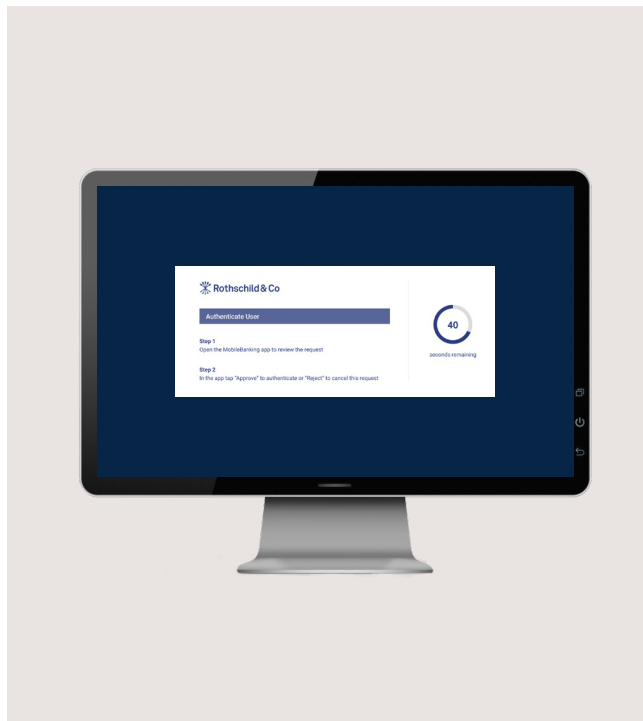 Rothschild & Co
Authenticate User
Step 1
Open the MobileBanking app to review the request
Step 2
In the app tap "Approve" to authenticate or "Reject" to cancel this request
40
seconds remaining